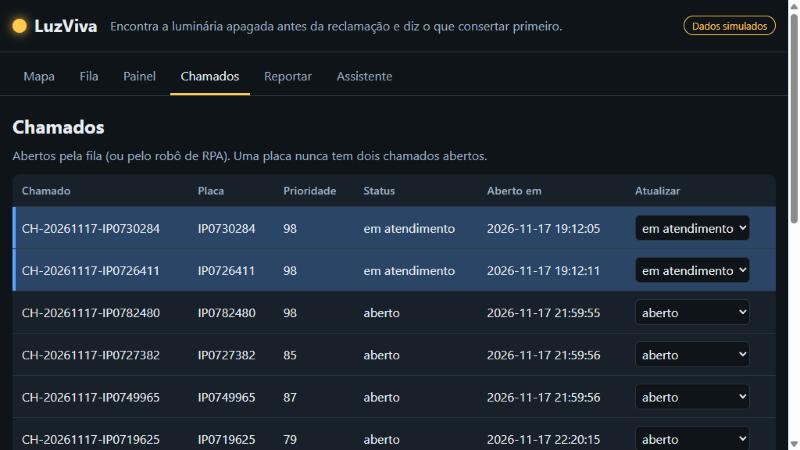 LuzViva Encontra a luminária apagada antes da reclamação e diz o que consertar primeiro. Dados simulados
Mapa Fila Painel Chamados Reportar Assistente
Chamados
Abertos pela fila (ou pelo robô de RPA). Uma placa nunca tem dois chamados abertos.
Chamado Placa Prioridade Status Aberto em Atualizar
CH-20261117-IP0730284 IP0730284 98 em atendimento 2026-11-17 19:12:05 em atendimento
CH-20261117-IP0726411 IP0726411 98 em atendimento 2026-11-17 19:12:11 em atendimento
CH-20261117-IP0782480 IP0782480 98 aberto 2026-11-17 21:59:55 aberto
CH-20261117-IP0727382 IP0727382 85 aberto 2026-11-17 21:59:56 aberto
CH-20261117-IP0749965 IP0749965 87 aberto 2026-11-17 21:59:56 aberto
CH-20261117-IP0719625 IP0719625 79 aberto 2026-11-17 22:20:15 aberto